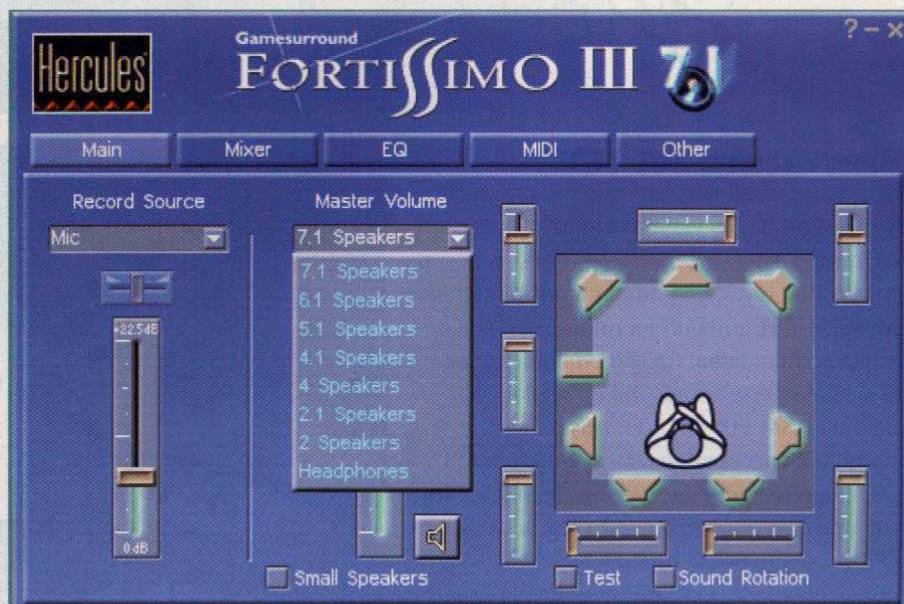 ? – ×
Hercules
Gamesurround
FORTISSIMO III 7.1
Main
Mixer
EQ
MIDI
Other
Record Source
Mic
+22.5dB
0 dB
Master Volume
7.1 Speakers
7.1 Speakers
6.1 Speakers
5.1 Speakers
4.1 Speakers
4 Speakers
2.1 Speakers
2 Speakers
Headphones
Small Speakers
Test
Sound Rotation